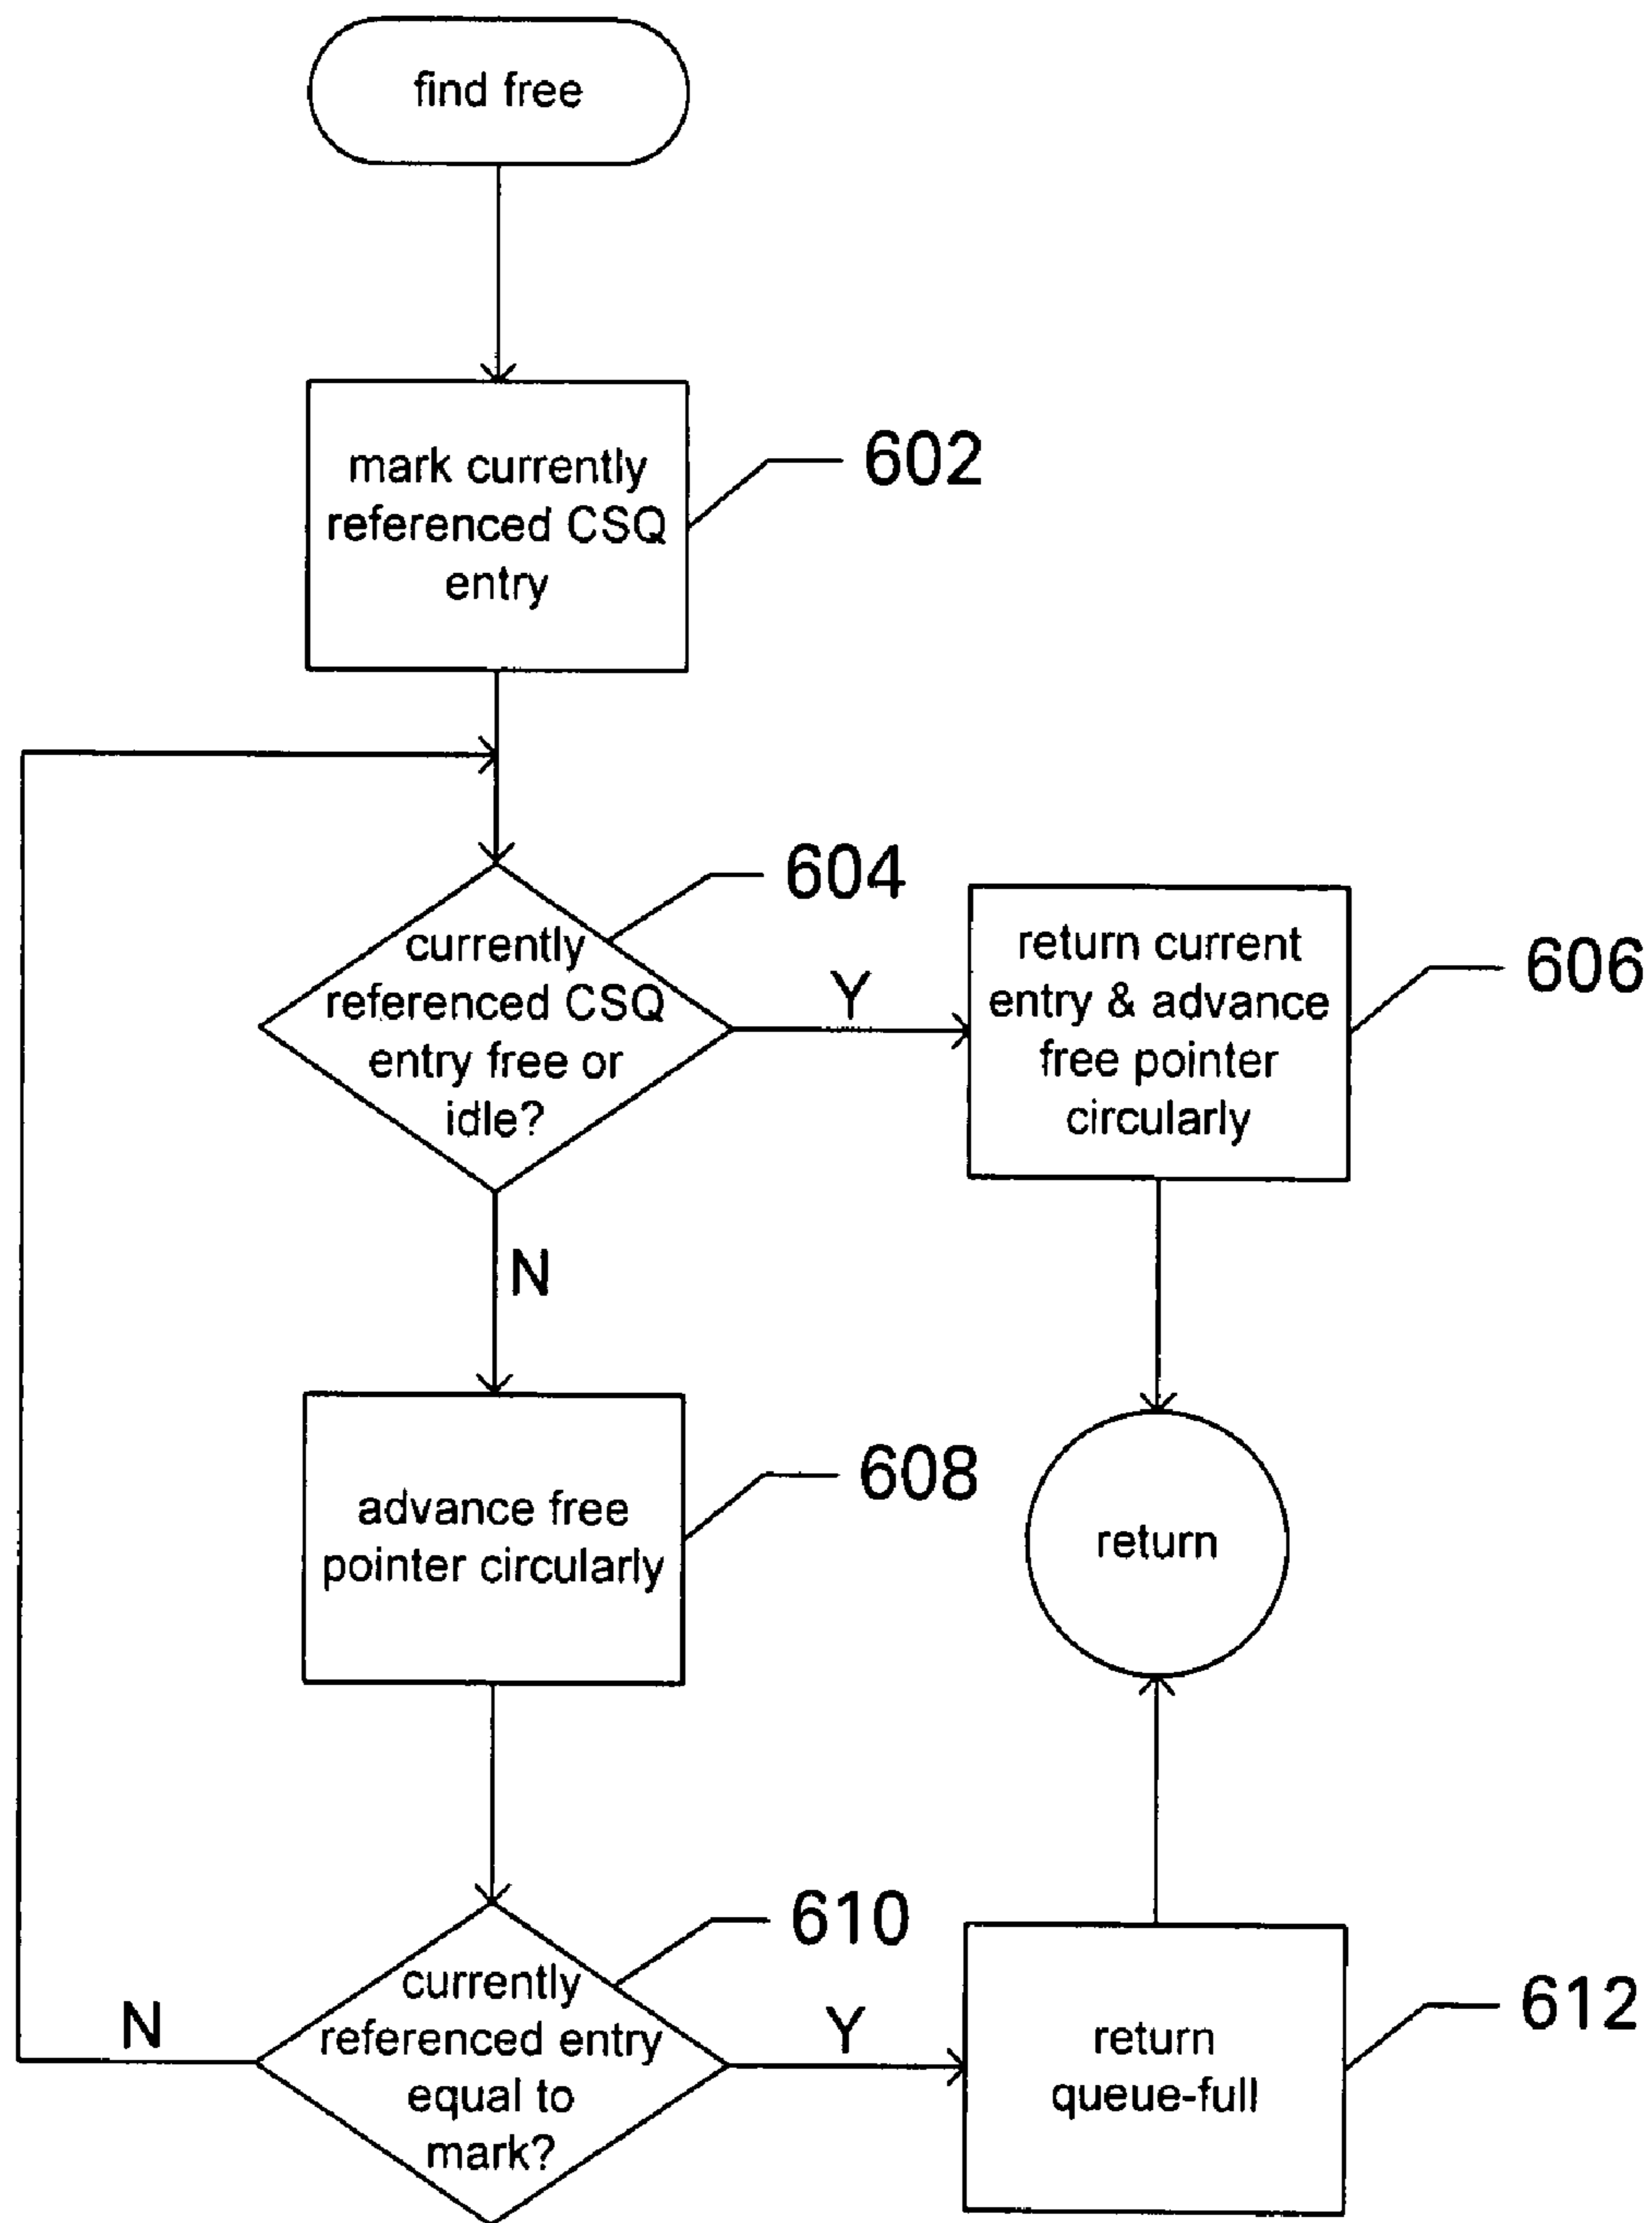 find free
mark currently
referenced CSQ
entry
602
currently
referenced CSQ
entry free or
idle?
604
Y
return current
entry & advance
free pointer
circularly
606
N
advance free
pointer circularly
608
return
currently
referenced entry
equal to
mark?
610
N
Y
return
queue-full
612